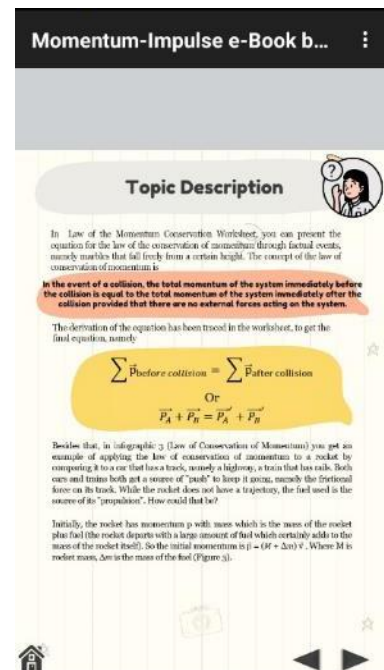 Momentum-Impulse e-Book b...
Topic Description
?
In Law of the Momentum Conservation Worksheet, you can present the
equation for the law of the conservation of momentum through factual events,
namely marbles that fall freely from a certain height. The concept of the law of
conservation of momentum is
In the event of a collision, the total momentum of the system immediately before
the collision is equal to the total momentum of the system immediately after the
collision provided that there are no external forces acting on the system.
The derivation of the equation has been traced in the worksheet, to get the
final equation, namely
∑ p⃗before collision = ∑ p⃗after collision
Or
P⃗A + P⃗B = P⃗A′ + P⃗B′
Besides that, in infographic 3 (Law of Conservation of Momentum) you get an
example of applying the law of conservation of momentum to a rocket by
comparing it to a car that has a track, namely a highway, a train that has rails. Both
cars and trains both get a source of "push" to keep it going, namely the frictional
force on its track. While the rocket does not have a trajectory, the fuel used is the
source of its "propulsion". How could that be?
Initially, the rocket has momentum p with mass which is the mass of the rocket
plus fuel (the rocket departs with a large amount of fuel which certainly adds to the
mass of the rocket itself). So the initial momentum is p⃗ = (M + Δm) v⃗ . Where M is
rocket mass, Δm is the mass of the fuel (Figure 3).